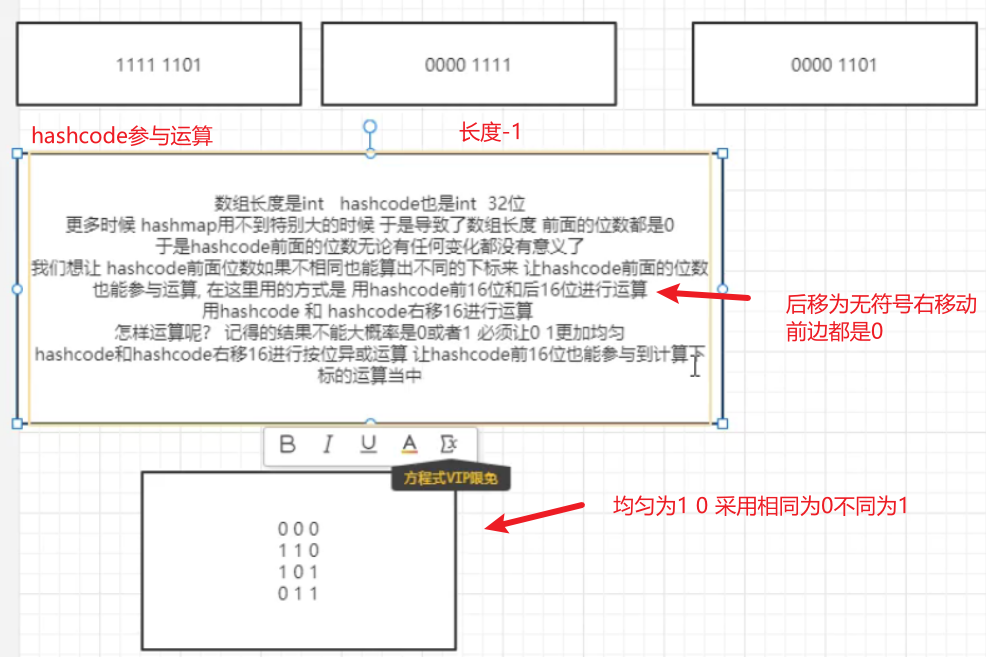 1111 1101
0000 1111
0000 1101
hashcode参与运算
长度-1
数组长度是int hashcode也是int 32位
更多时候 hashmap用不到特别大的时候 于是导致了数组长度 前面的位数都是0
于是hashcode前面的位数无论有任何变化都没有意义了
我们想让 hashcode前面位数如果不相同也能算出不同的下标来 让hashcode前面的位数
也能参与运算, 在这里用的方式是 用hashcode前16位和后16位进行运算
用hashcode 和 hashcode右移16进行运算
怎样运算呢? 记得的结果不能大概率是0或者1 必须让0 1更加均匀
hashcode和hashcode右移16进行按位异或运算 让hashcode前16位也能参与到计算下
标的运算当中
后移为无符号右移动
前边都是0
B I U A Σx
方程式VIP限免
0 0 0
1 1 0
1 0 1
0 1 1
均匀为1 0 采用相同为0不同为1